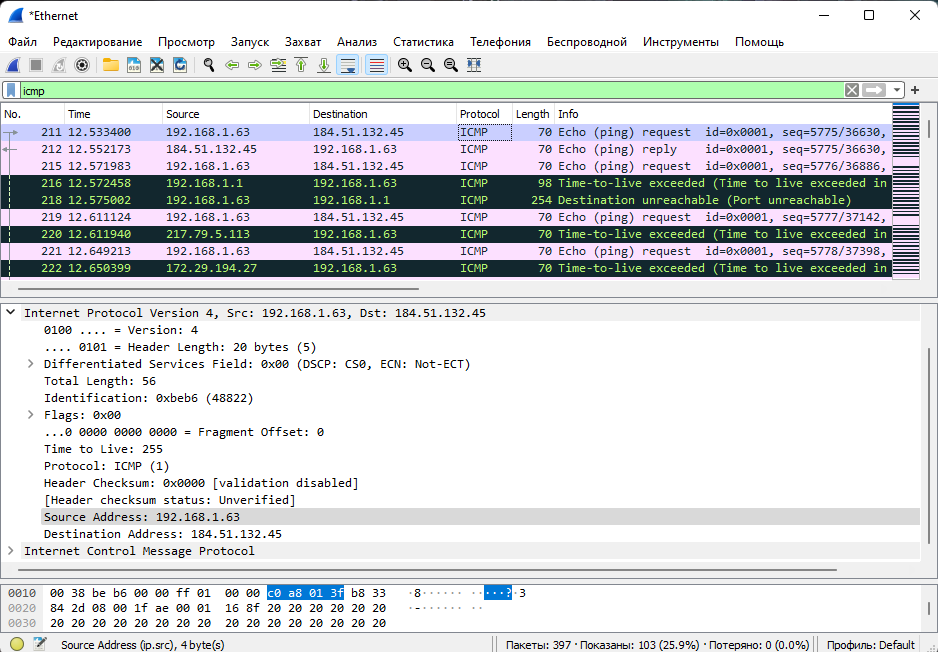 *Ethernet
Файл Редактирование Просмотр Запуск Захват Анализ Статистика Телефония Беспроводной Инструменты Помощь
icmp
No. Time Source Destination Protocol Length Info
211 12.533400 192.168.1.63 184.51.132.45 ICMP 70 Echo (ping) request id=0x0001, seq=5775/36630,
212 12.552173 184.51.132.45 192.168.1.63 ICMP 70 Echo (ping) reply id=0x0001, seq=5775/36630,
215 12.571983 192.168.1.63 184.51.132.45 ICMP 70 Echo (ping) request id=0x0001, seq=5776/36886,
216 12.572458 192.168.1.1 192.168.1.63 ICMP 98 Time-to-live exceeded (Time to live exceeded in
218 12.575002 192.168.1.63 192.168.1.1 ICMP 254 Destination unreachable (Port unreachable)
219 12.611124 192.168.1.63 184.51.132.45 ICMP 70 Echo (ping) request id=0x0001, seq=5777/37142,
220 12.611940 217.79.5.113 192.168.1.63 ICMP 70 Time-to-live exceeded (Time to live exceeded in
221 12.649213 192.168.1.63 184.51.132.45 ICMP 70 Echo (ping) request id=0x0001, seq=5778/37398,
222 12.650399 172.29.194.27 192.168.1.63 ICMP 70 Time-to-live exceeded (Time to live exceeded in
Internet Protocol Version 4, Src: 192.168.1.63, Dst: 184.51.132.45
0100 .... = Version: 4
.... 0101 = Header Length: 20 bytes (5)
Differentiated Services Field: 0x00 (DSCP: CS0, ECN: Not-ECT)
Total Length: 56
Identification: 0xbeb6 (48822)
Flags: 0x00
...0 0000 0000 0000 = Fragment Offset: 0
Time to Live: 255
Protocol: ICMP (1)
Header Checksum: 0x0000 [validation disabled]
[Header checksum status: Unverified]
Source Address: 192.168.1.63
Destination Address: 184.51.132.45
Internet Control Message Protocol
0010 00 38 be b6 00 00 ff 01 00 00 c0 a8 01 3f b8 33 ·8······ ·····?·3
0020 84 2d 08 00 1f ae 00 01 16 8f 20 20 20 20 20 20 ·-······ ··
0030 20 20 20 20 20 20 20 20 20 20 20 20 20 20 20 20
Source Address (ip.src), 4 byte(s) Пакеты: 397 · Показаны: 103 (25.9%) · Потеряно: 0 (0.0%) Профиль: Default